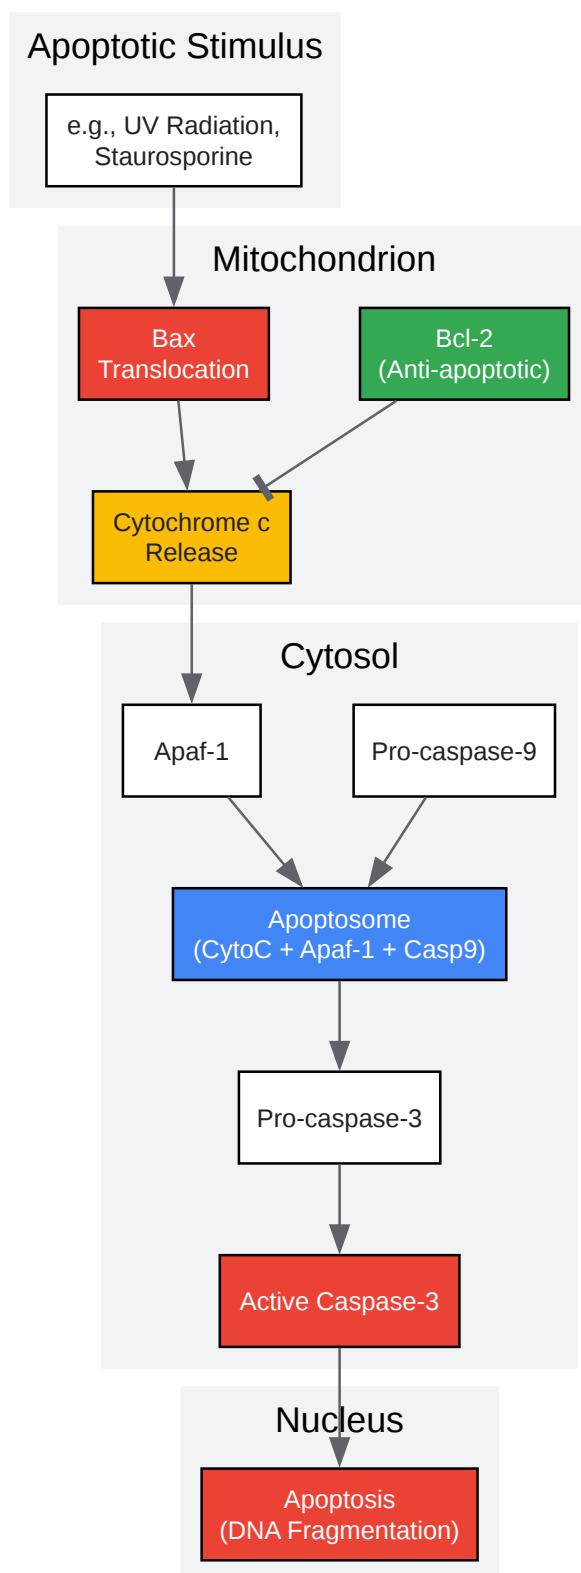 Apoptotic Stimulus
e.g., UV Radiation,
Staurosporine
Mitochondrion
Bax
Translocation
Bcl-2
(Anti-apoptotic)
Cytochrome c
Release
Cytosol
Apaf-1
Pro-caspase-9
Apoptosome
(CytoC + Apaf-1 + Casp9)
Pro-caspase-3
Active Caspase-3
Nucleus
Apoptosis
(DNA Fragmentation)